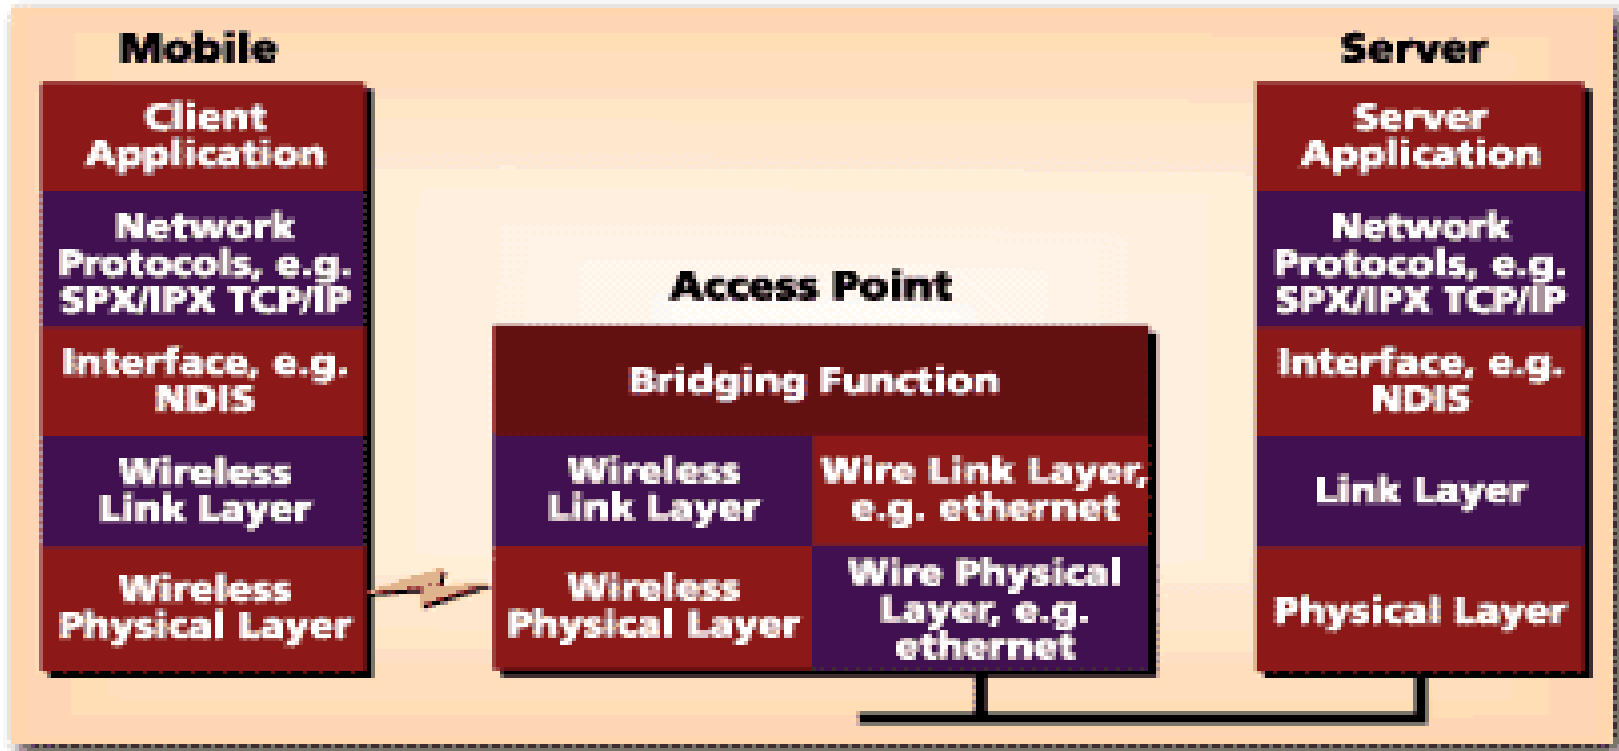 Mobile
Client
Application
Network
Protocols, e.g.
SPX/IPX TCP/IP
Interface, e.g.
NDIS
Wireless
Link Layer
Wireless
Physical Layer
Access Point
Bridging Function
Wireless
Link Layer
Wire Link Layer,
e.g. ethernet
Wireless
Physical Layer
Wire Physical
Layer, e.g.
ethernet
Server
Server
Application
Network
Protocols, e.g.
SPX/IPX TCP/IP
Interface, e.g.
NDIS
Link Layer
Physical Layer